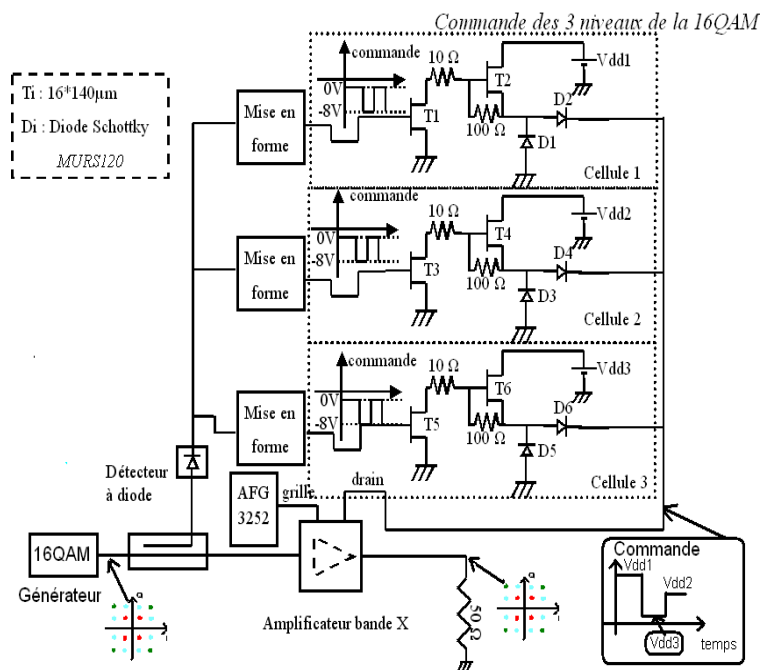 Commande des 3 niveaux de la 16QAM
Ti : 16*140µm
Di : Diode Schottky
MURS120
Mise en
forme
commande
0V
-8V
T1
10 Ω
T2
100 Ω
D1
D2
Vdd1
Cellule 1
Mise en
forme
commande
0V
-8V
T3
10 Ω
T4
100 Ω
D3
D4
Vdd2
Cellule 2
Mise en
forme
commande
0V
-8V
T5
10 Ω
T6
100 Ω
D5
D6
Vdd3
Cellule 3
Détecteur
à diode
AFG
3252
grille
drain
16QAM
Générateur
Amplificateur bande X
50 Ω
Commande
Vdd1
Vdd2
Vdd3
temps